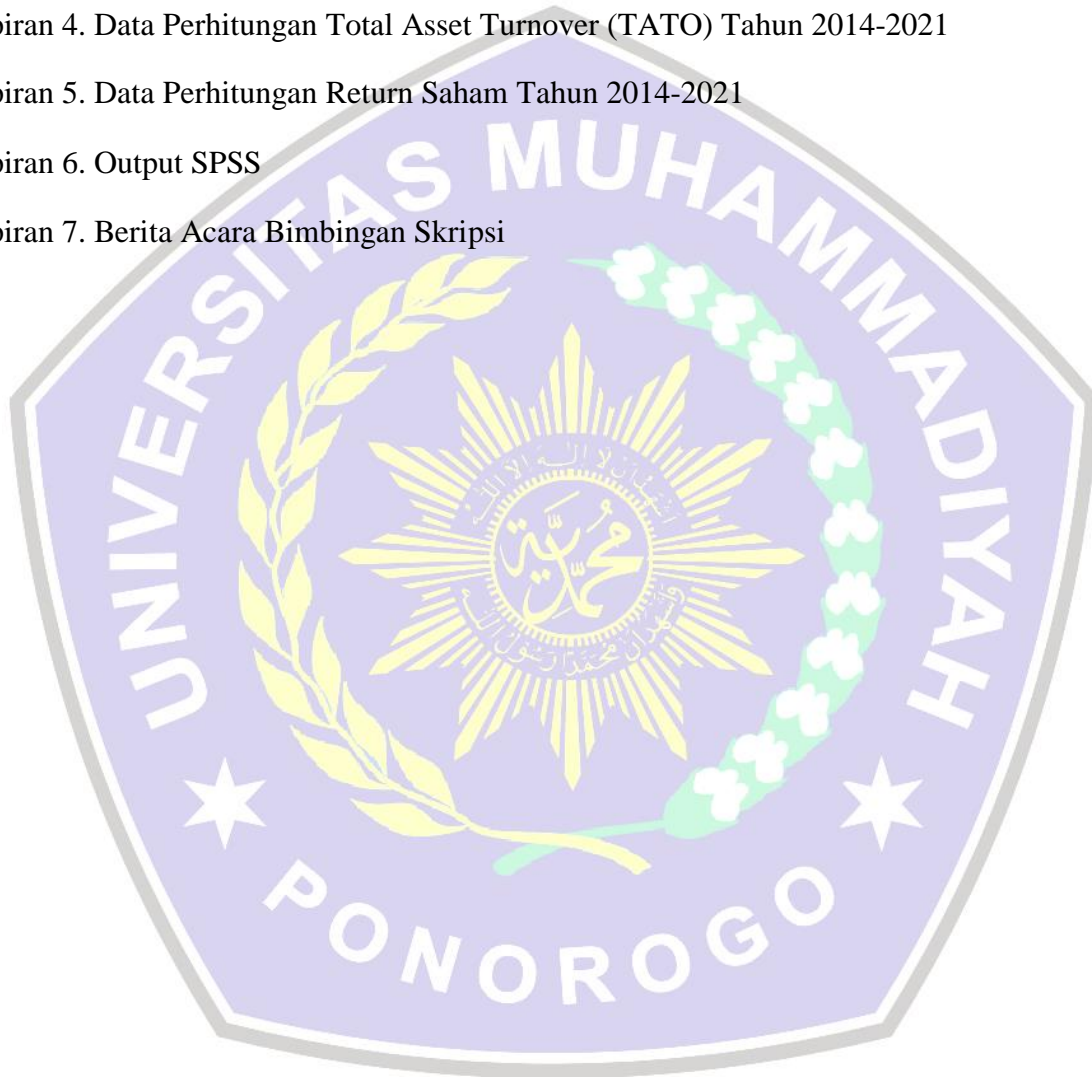 piran 4. Data Perhitungan Total Asset Turnover (TATO) Tahun 2014-2021
piran 5. Data Perhitungan Return Saham Tahun 2014-2021
piran 6. Output SPSS
piran 7. Berita Acara Bimbingan Skripsi
UNIVERSITAS MUHAMMADIYAH
محمد
PONOROGO